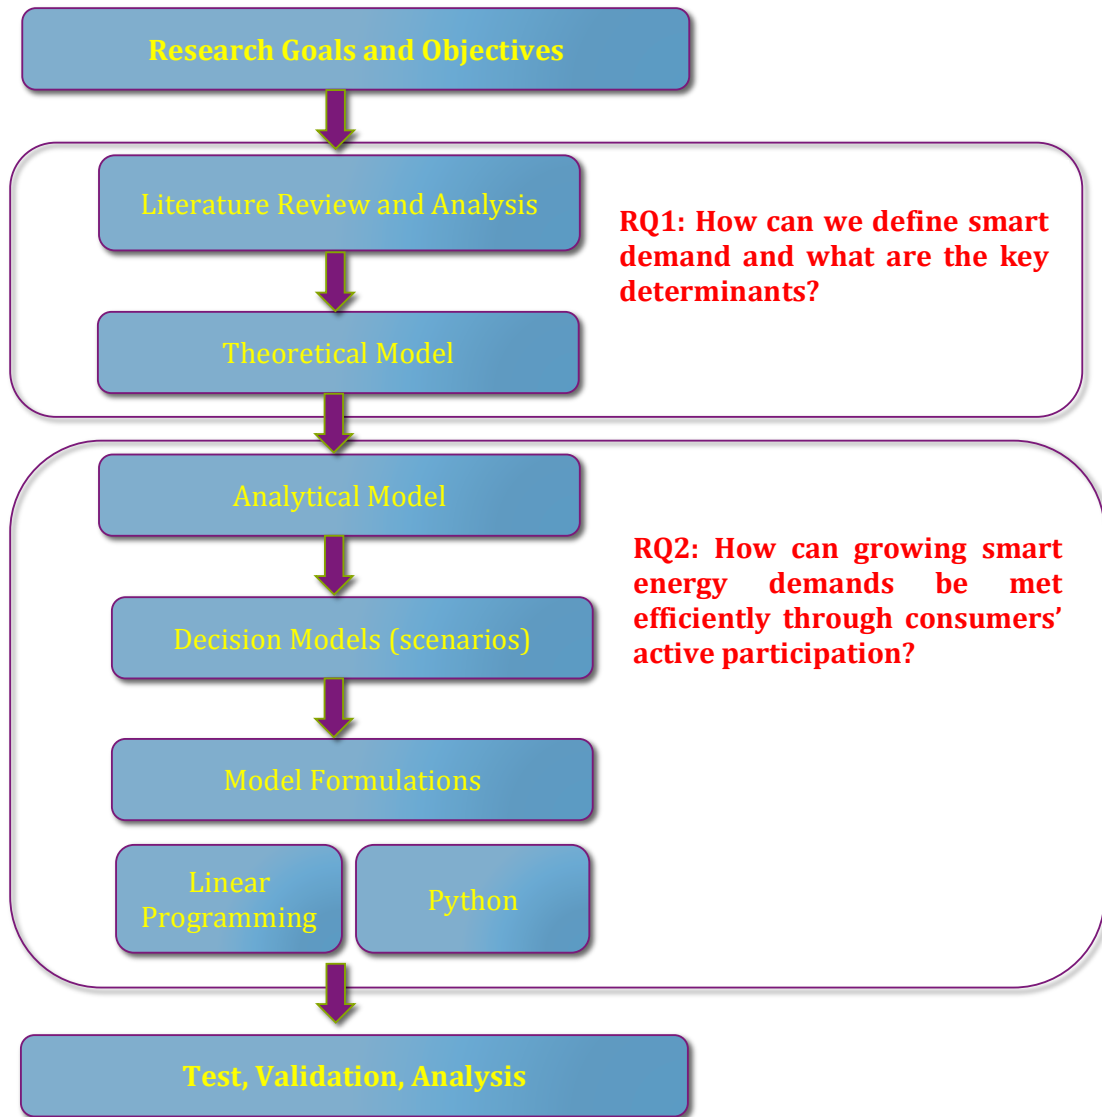 Research Goals and Objectives
Literature Review and Analysis
RQ1: How can we define smart
demand and what are the key
determinants?
Theoretical Model
Analytical Model
RQ2: How can growing smart
energy demands be met
efficiently through consumers’
active participation?
Decision Models (scenarios)
Model Formulations
Linear
Programming
Python
Test, Validation, Analysis